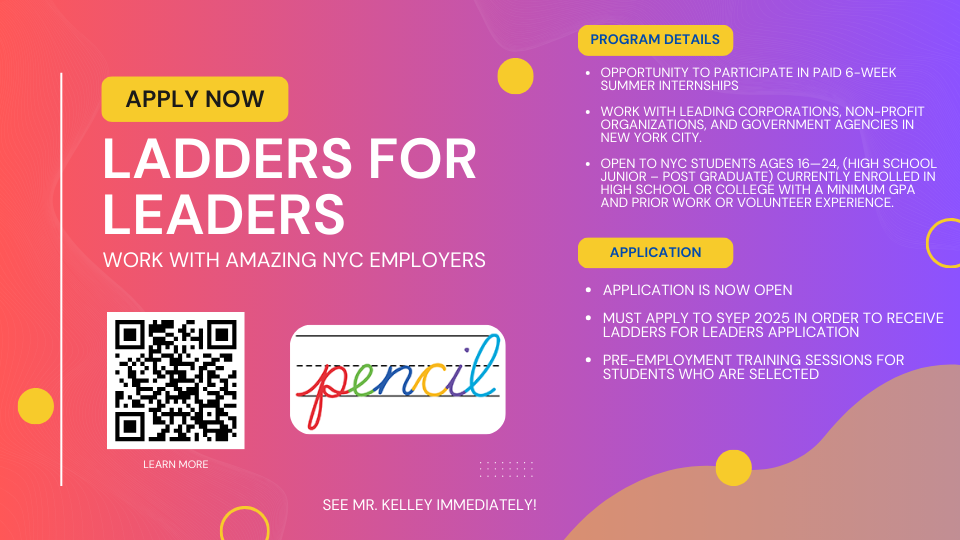 APPLY NOW
LADDERS FOR
LEADERS
WORK WITH AMAZING NYC EMPLOYERS
pencil
LEARN MORE
SEE MR. KELLEY IMMEDIATELY!
PROGRAM DETAILS
• OPPORTUNITY TO PARTICIPATE IN PAID 6-WEEK
SUMMER INTERNSHIPS
• WORK WITH LEADING CORPORATIONS, NON-PROFIT
ORGANIZATIONS, AND GOVERNMENT AGENCIES IN
NEW YORK CITY.
• OPEN TO NYC STUDENTS AGES 16—24, (HIGH SCHOOL
JUNIOR – POST GRADUATE) CURRENTLY ENROLLED IN
HIGH SCHOOL OR COLLEGE WITH A MINIMUM GPA
AND PRIOR WORK OR VOLUNTEER EXPERIENCE.
APPLICATION
• APPLICATION IS NOW OPEN
• MUST APPLY TO SYEP 2025 IN ORDER TO RECEIVE
LADDERS FOR LEADERS APPLICATION
• PRE-EMPLOYMENT TRAINING SESSIONS FOR
STUDENTS WHO ARE SELECTED